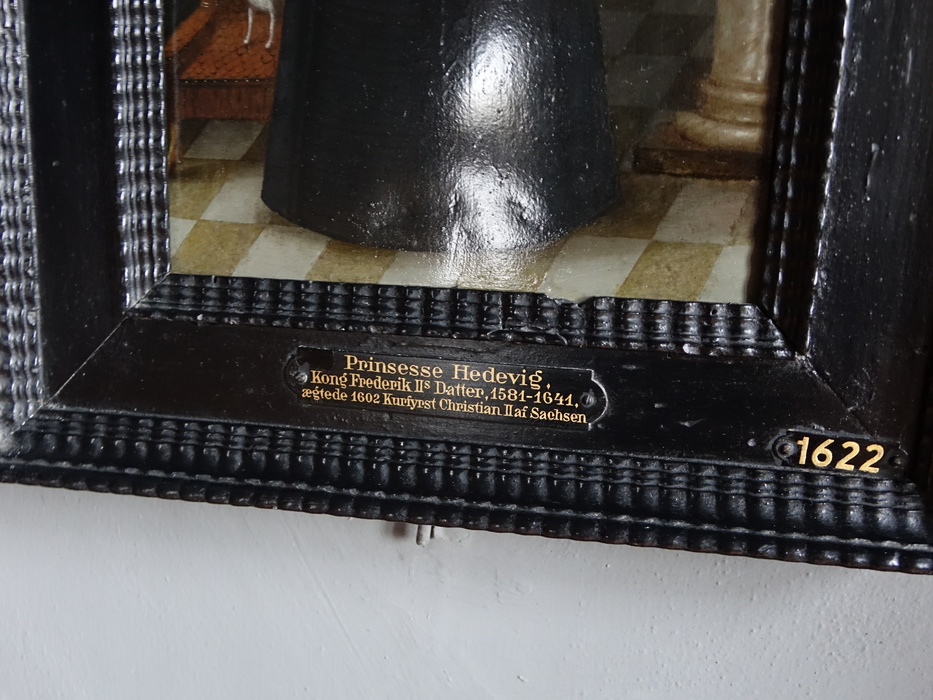 Prinsesse Hedevig,
Kong Frederik IIs Datter, 1581-1641,
ægtede 1602 Kurfyrst Christian II af Sachsen
1622